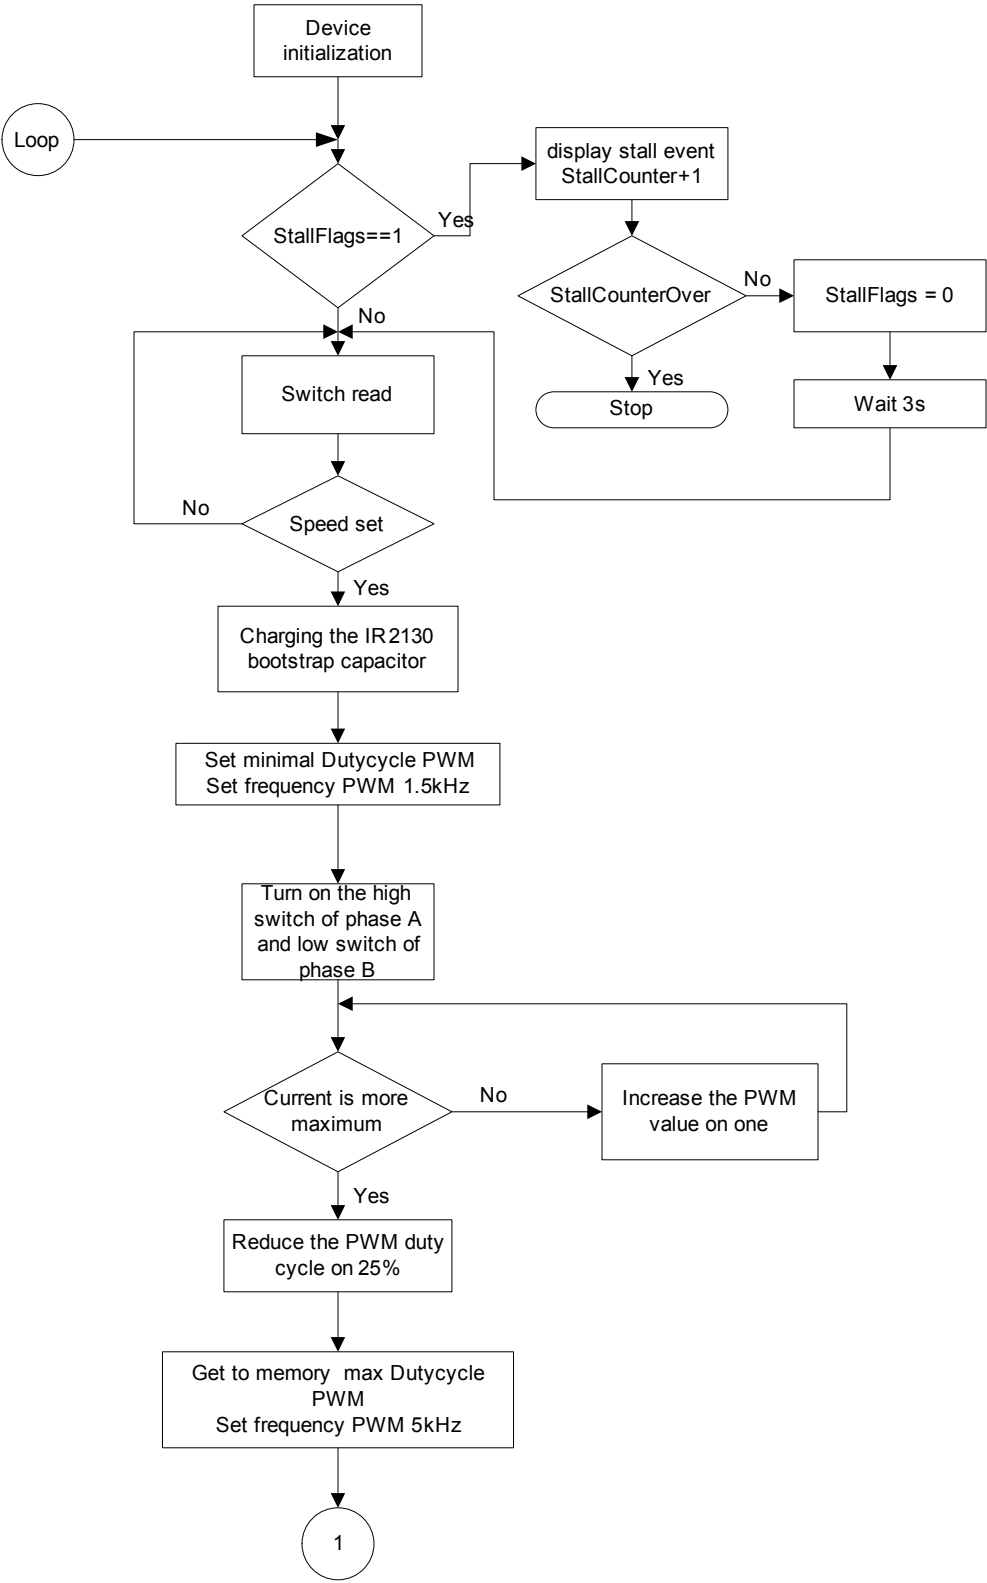 Device
initialization
Loop
display stall event
StallCounter+1
Yes
StallFlags==1
StallCounterOver
No
StallFlags = 0
No
Yes
Switch read
Stop
Wait 3s
No
Speed set
Yes
Charging the IR2130
bootstrap capacitor
Set minimal Dutycycle PWM
Set frequency PWM 1.5kHz
Turn on the high
switch of phase A
and low switch of
phase B
Current is more
maximum
No
Increase the PWM
value on one
Yes
Reduce the PWM duty
cycle on 25%
Get to memory  max Dutycycle
PWM
Set frequency PWM 5kHz
1